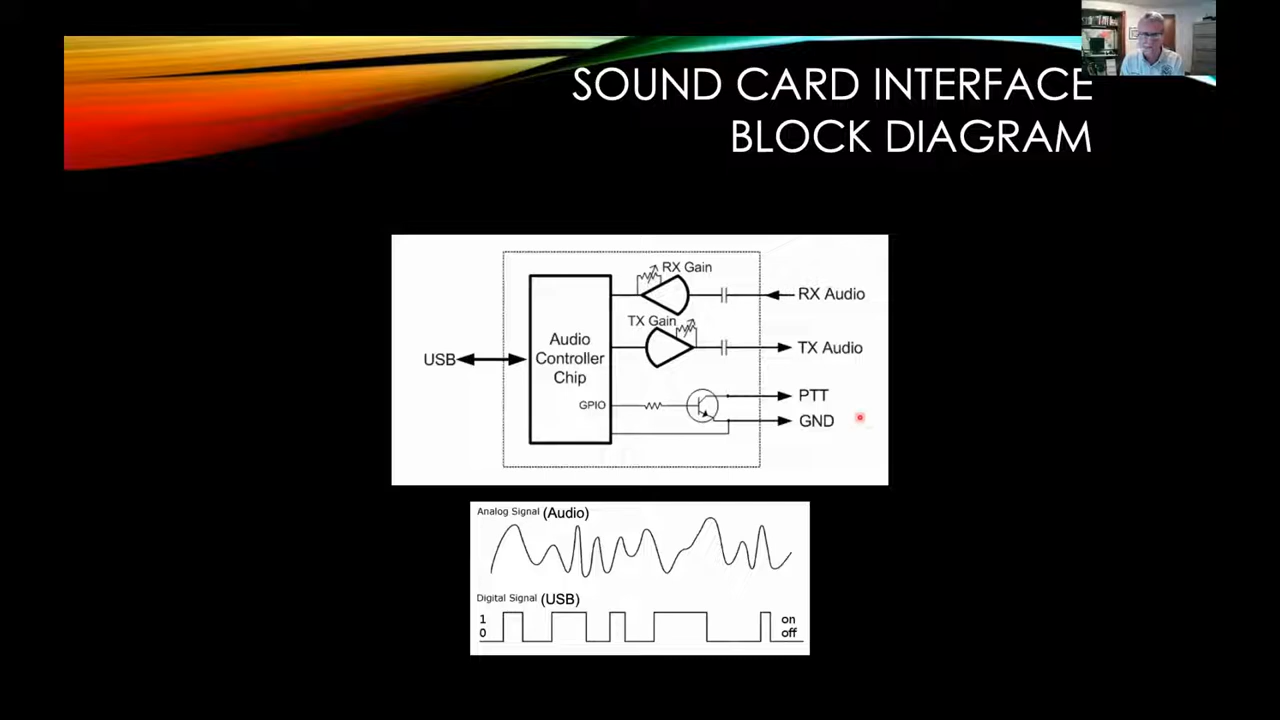 SOUND CARD INTERFACE
BLOCK DIAGRAM
RX Gain
RX Audio
TX Gain
TX Audio
Audio
Controller
Chip
USB
GPIO
PTT
GND
Analog Signal (Audio)
Digital Signal (USB)
1 on
0 off